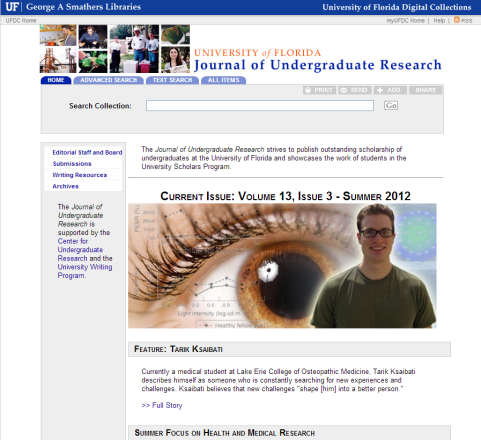 UF George A Smathers Libraries University of Florida Digital Collections
UFDC Home myUFDC Home | Help | RSS
UNIVERSITY of FLORIDA
Journal of Undergraduate Research
HOME ADVANCED SEARCH TEXT SEARCH ALL ITEMS
PRINT SEND ADD SHARE
Search Collection: Go
Editorial Staff and Board
Submissions
Writing Resources
Archives
The Journal of
Undergraduate
Research is
supported by the
Center for
Undergraduate
Research and the
University Writing
Program.
The Journal of Undergraduate Research strives to publish outstanding scholarship of
undergraduates at the University of Florida and showcases the work of students in the
University Scholars Program.
Current Issue: Volume 13, Issue 3 - Summer 2012
Light intensity (log cd m
Healthy fellow
Feature: Tarik Ksaibati
Currently a medical student at Lake Erie College of Osteopathic Medicine, Tarik Ksaibati
describes himself as someone who is constantly searching for new experiences and
challenges. Ksaibati believes that new challenges "shape [him] into a better person."
>> Full Story
Summer Focus on Health and Medical Research